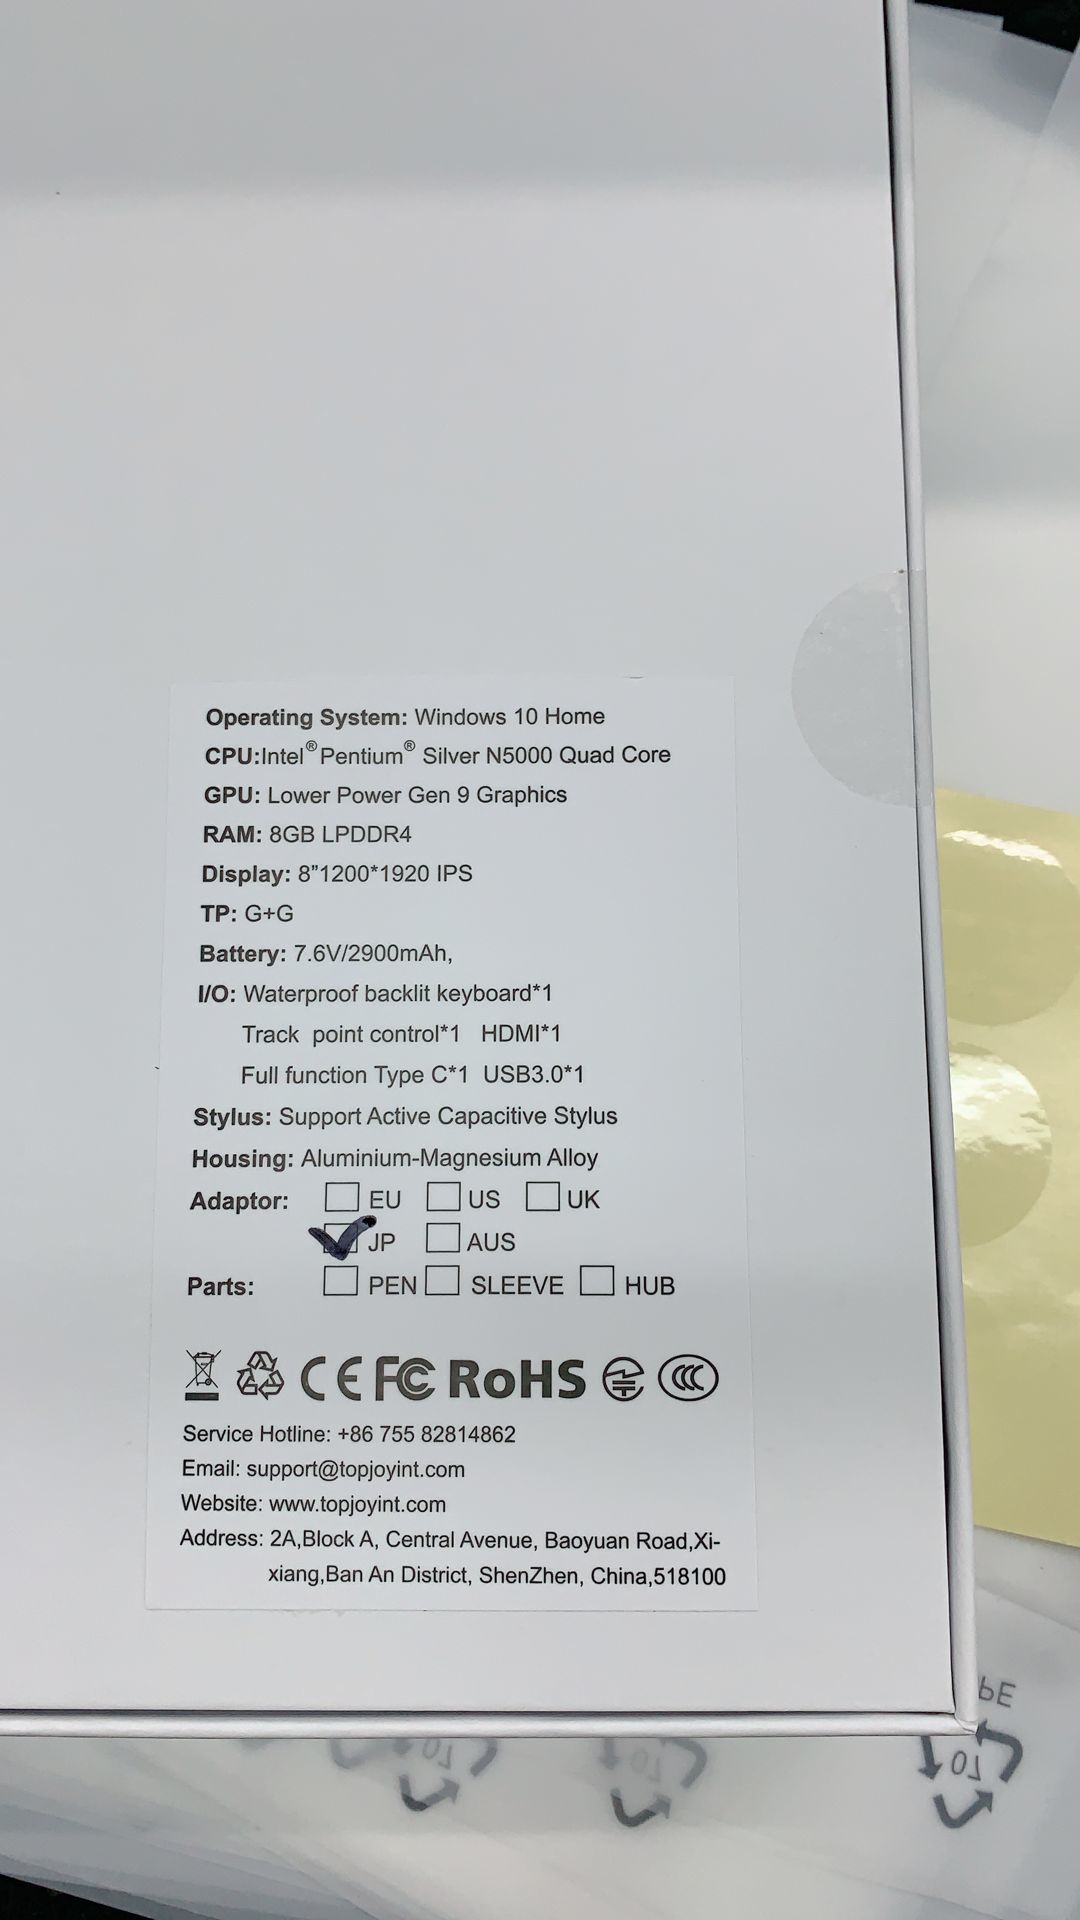 Operating System: Windows 10 Home
CPU:Intel® Pentium® Silver N5000 Quad Core
GPU: Lower Power Gen 9 Graphics
RAM: 8GB LPDDR4
Display: 8"1200*1920 IPS
TP: G+G
Battery: 7.6V/2900mAh,
I/O: Waterproof backlit keyboard*1
Track point control*1 HDMI*1
Full function Type C*1 USB3.0*1
Stylus: Support Active Capacitive Stylus
Housing: Aluminium-Magnesium Alloy
Adaptor: EU US UK
JP AUS
Parts: PEN SLEEVE HUB
CE FC RoHS CCC
Service Hotline: +86 755 82814862
Email: support@topjoyint.com
Website: www.topjoyint.com
Address: 2A,Block A, Central Avenue, Baoyuan Road,Xi-
xiang,Ban An District, ShenZhen, China,518100